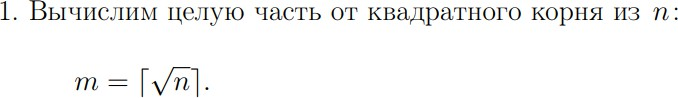 1. Вычислим целую часть от квадратного корня из n:
m = ⌈√n⌉.